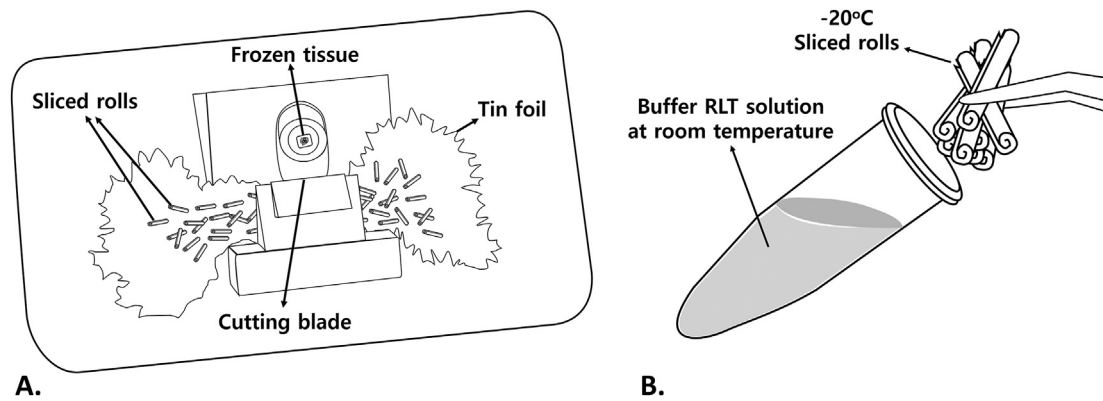 Frozen tissue
Sliced rolls
Tin foil
Cutting blade
A.
-20°C
Sliced rolls
Buffer RLT solution
at room temperature
B.